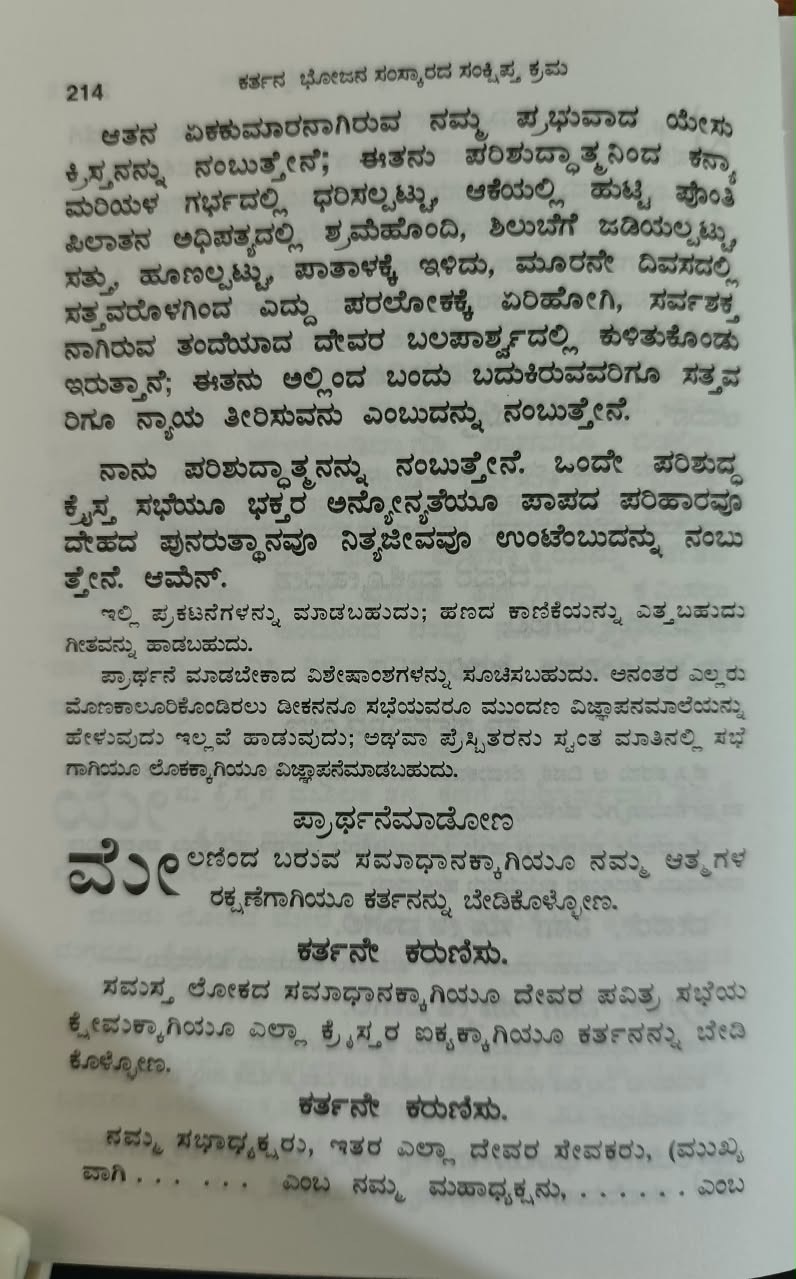 214
ಕರ್ತನ ಭೋಜನ ಸಂಸ್ಕಾರದ ಸಂಕ್ಷಿಪ್ತ ಕ್ರಮ
ಆತನ ಏಕಕುಮಾರನಾಗಿರುವ ನಮ್ಮ ಪ್ರಭುವಾದ ಯೇಸು
ಕ್ರಿಸ್ತನನ್ನು ನಂಬುತ್ತೇನೆ; ಈತನು ಪರಿಶುದ್ಧಾತ್ಮನಿಂದ ಕನ್ಯಾ
ಮರಿಯಳ ಗರ್ಭದಲ್ಲಿ ಧರಿಸಲ್ಪಟ್ಟು, ಆಕೆಯಲ್ಲಿ ಹುಟ್ಟಿ ಪೊಂತಿ
ಪಿಲಾತನ ಅಧಿಪತ್ಯದಲ್ಲಿ ಶ್ರಮೆಹೊಂದಿ, ಶಿಲುಬೆಗೆ ಜಡಿಯಲ್ಪಟ್ಟು,
ಸತ್ತು, ಹೂಣಲ್ಪಟ್ಟು, ಪಾತಾಳಕ್ಕೆ ಇಳಿದು, ಮೂರನೇ ದಿವಸದಲ್ಲಿ
ಸತ್ತವರೊಳಗಿಂದ ಎದ್ದು ಪರಲೋಕಕ್ಕೆ ಏರಿಹೋಗಿ, ಸರ್ವಶಕ್ತ
ನಾಗಿರುವ ತಂದೆಯಾದ ದೇವರ ಬಲಪಾರ್ಶ್ವದಲ್ಲಿ ಕುಳಿತುಕೊಂಡು
ಇರುತ್ತಾನೆ; ಈತನು ಅಲ್ಲಿಂದ ಬಂದು ಬದುಕಿರುವವರಿಗೂ ಸತ್ತವ
ರಿಗೂ ನ್ಯಾಯ ತೀರಿಸುವನು ಎಂಬುದನ್ನು ನಂಬುತ್ತೇನೆ.
ನಾನು ಪರಿಶುದ್ಧಾತ್ಮನನ್ನು ನಂಬುತ್ತೇನೆ. ಒಂದೇ ಪರಿಶುದ್ಧ
ಕ್ರೈಸ್ತ ಸಭೆಯೂ ಭಕ್ತರ ಅನ್ಯೋನ್ಯತೆಯೂ ಪಾಪದ ಪರಿಹಾರವೂ
ದೇಹದ ಪುನರುತ್ಥಾನವೂ ನಿತ್ಯಜೀವವೂ ಉಂಟೆಂಬುದನ್ನು ನಂಬು
ತ್ತೇನೆ. ಆಮೆನ್.
ಇಲ್ಲಿ ಪ್ರಕಟನೆಗಳನ್ನು ಮಾಡಬಹುದು; ಹಣದ ಕಾಣಿಕೆಯನ್ನು ಎತ್ತಬಹುದು
ಗೀತವನ್ನು ಹಾಡಬಹುದು.
ಪ್ರಾರ್ಥನೆ ಮಾಡಬೇಕಾದ ವಿಶೇಷಾಂಶಗಳನ್ನು ಸೂಚಿಸಬಹುದು. ಆನಂತರ ಎಲ್ಲರು
ಮೊಣಕಾಲೂರಿಕೊಂಡಿರಲು ಡೀಕನನೂ ಸಭೆಯವರೂ ಮುಂದಣ ವಿಜ್ಞಾಪನಮಾಲೆಯನ್ನು
ಹೇಳುವುದು ಇಲ್ಲವೆ ಹಾಡುವುದು; ಅಥವಾ ಪ್ರೆಸ್ಬಿತರನು ಸ್ವಂತ ಮಾತಿನಲ್ಲಿ ಸಭೆ
ಗಾಗಿಯೂ ಲೊಕಕ್ಕಾಗಿಯೂ ವಿಜ್ಞಾಪನೆಮಾಡಬಹುದು.
ಪ್ರಾರ್ಥನೆಮಾಡೋಣ
ಮೇಲಣಿಂದ ಬರುವ ಸಮಾಧಾನಕ್ಕಾಗಿಯೂ ನಮ್ಮ ಆತ್ಮಗಳ
ರಕ್ಷಣೆಗಾಗಿಯೂ ಕರ್ತನನ್ನು ಬೇಡಿಕೊಳ್ಳೋಣ.
ಕರ್ತನೇ ಕರುಣಿಸು.
ಸಮಸ್ತ ಲೋಕದ ಸಮಾಧಾನಕ್ಕಾಗಿಯೂ ದೇವರ ಪವಿತ್ರ ಸಭೆಯ
ಕ್ಷೇಮಕ್ಕಾಗಿಯೂ ಎಲ್ಲಾ ಕ್ರೈಸ್ತರ ಐಕ್ಯಕ್ಕಾಗಿಯೂ ಕರ್ತನನ್ನು ಬೇಡಿ
ಕೊಳ್ಳೋಣ.
ಕರ್ತನೇ ಕರುಣಿಸು.
ನಮ್ಮ ಸಭಾಧ್ಯಕ್ಷರು, ಇತರ ಎಲ್ಲಾ ದೇವರ ಸೇವಕರು, (ಮುಖ್ಯ
ವಾಗಿ . . . . . . ಎಂಬ ನಮ್ಮ ಮಹಾಧ್ಯಕ್ಷನು, . . . . . . ಎಂಬ